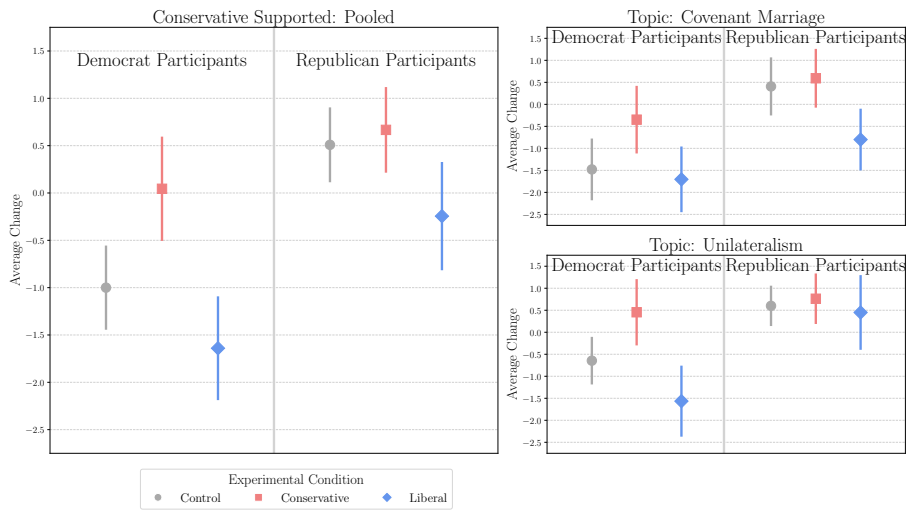 Conservative Supported: Pooled
Democrat Participants
Republican Participants
Average Change
1.5
1.0
0.5
0.0
−0.5
−1.0
−1.5
−2.0
−2.5
Topic: Covenant Marriage
Democrat Participants
Republican Participants
Average Change
1.5
1.0
0.5
0.0
−0.5
−1.0
−1.5
−2.0
−2.5
Topic: Unilateralism
Democrat Participants
Republican Participants
Average Change
1.5
1.0
0.5
0.0
−0.5
−1.0
−1.5
−2.0
−2.5
Experimental Condition
Control
Conservative
Liberal